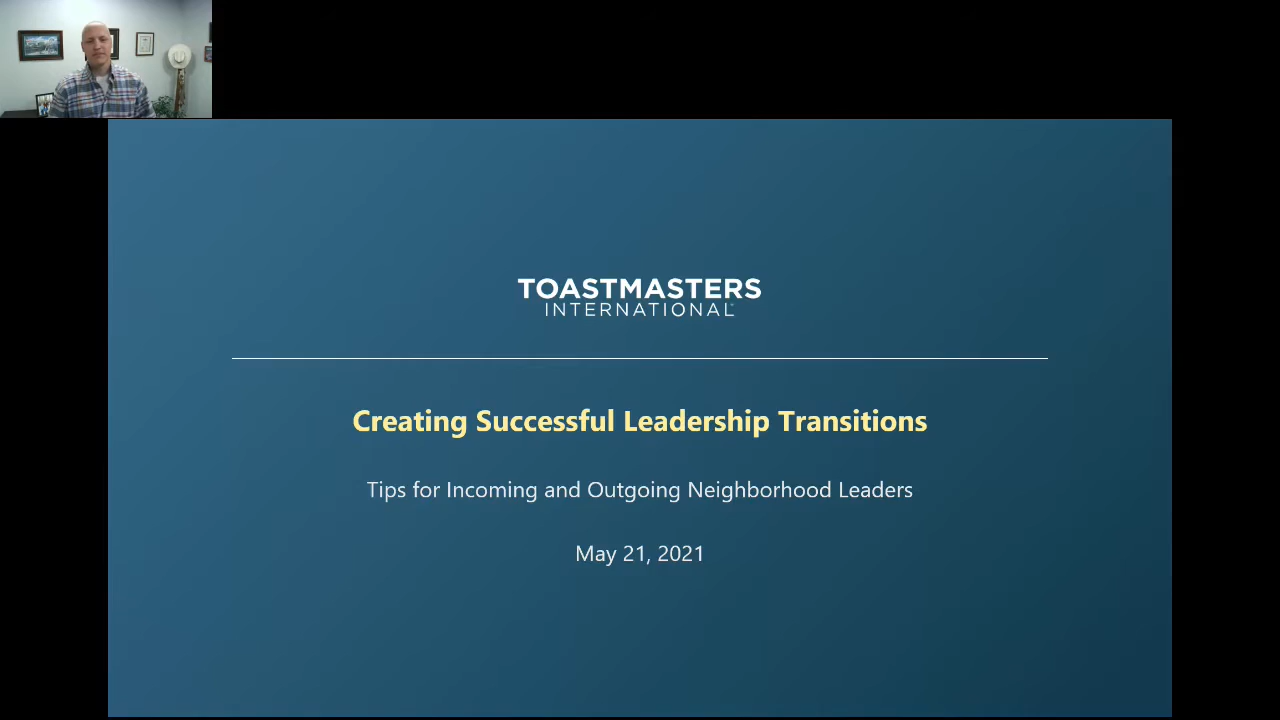 TOASTMASTERS
INTERNATIONAL
Creating Successful Leadership Transitions
Tips for Incoming and Outgoing Neighborhood Leaders
May 21, 2021